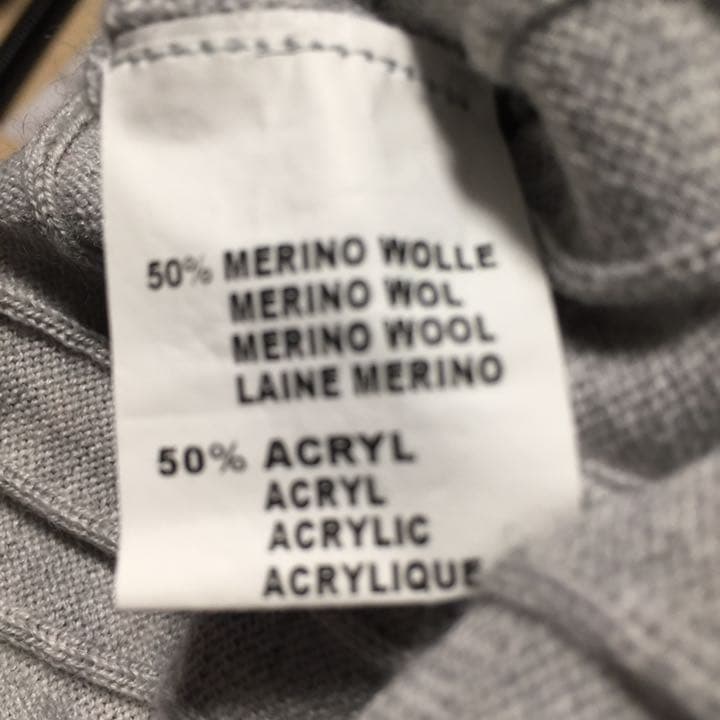 50% MERINO WOLLE
MERINO WOL
MERINO WOOL
LAINE MERINO
50% ACRYL
ACRYL
ACRYLIC
ACRYLIQUE